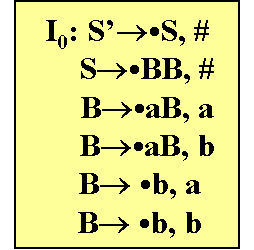 I₀: S’→•S, #
S→•BB, #
B→•aB, a
B→•aB, b
B→ •b, a
B→ •b, b